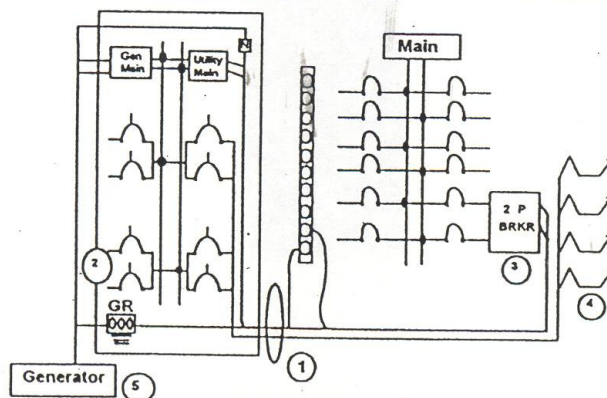 N
Main
Gen
Main
Utility
Main
2 P
BRKR
2
3
GR
4
1
Generator
5